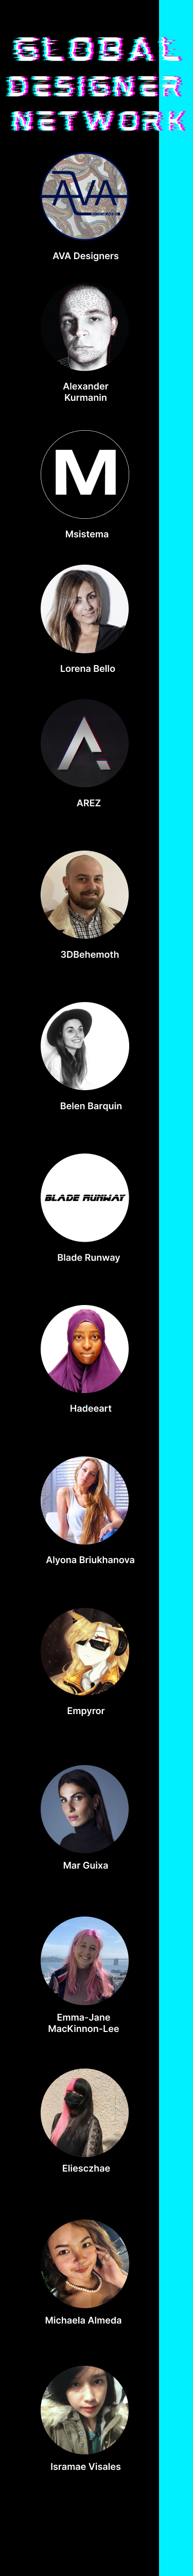 GLOBAL
DESIGNER
NETWORK
AVA
AVA Designers
Alexander
Kurmanin
M
Msistema
Lorena Bello
AREZ
3DBehemoth
Belen Barquin
BLADE RUNWAY
Blade Runway
Hadeeart
Alyona Briukhanova
Empyror
Mar Guixa
Emma-Jane
MacKinnon-Lee
Eliesczhae
Michaela Almeda
Isramae Visales